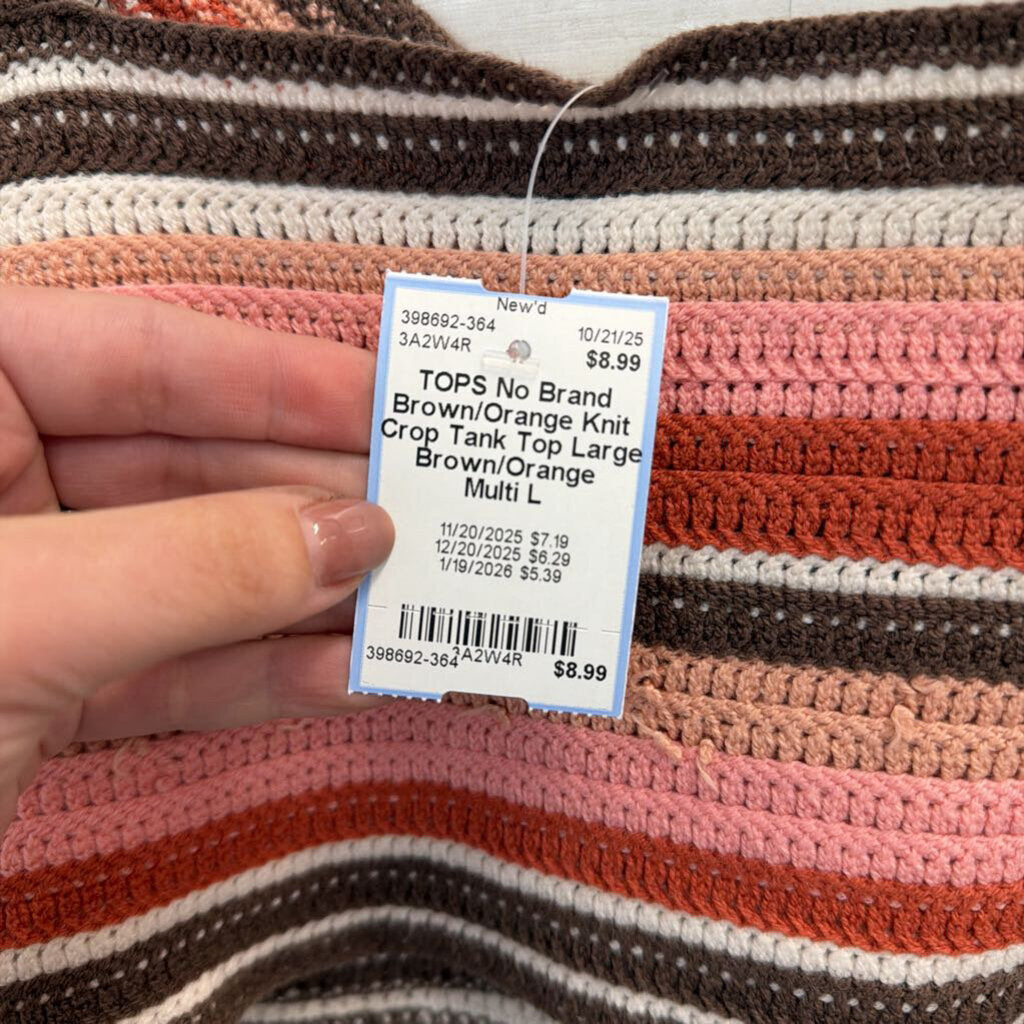 New'd
398692-364 10/21/25
3A2W4R $8.99
TOPS No Brand
Brown/Orange Knit
Crop Tank Top Large
Brown/Orange
Multi L
11/20/2025 $7.19
12/20/2025 $6.29
1/19/2026 $5.39
398692-364 3A2W4R $8.99